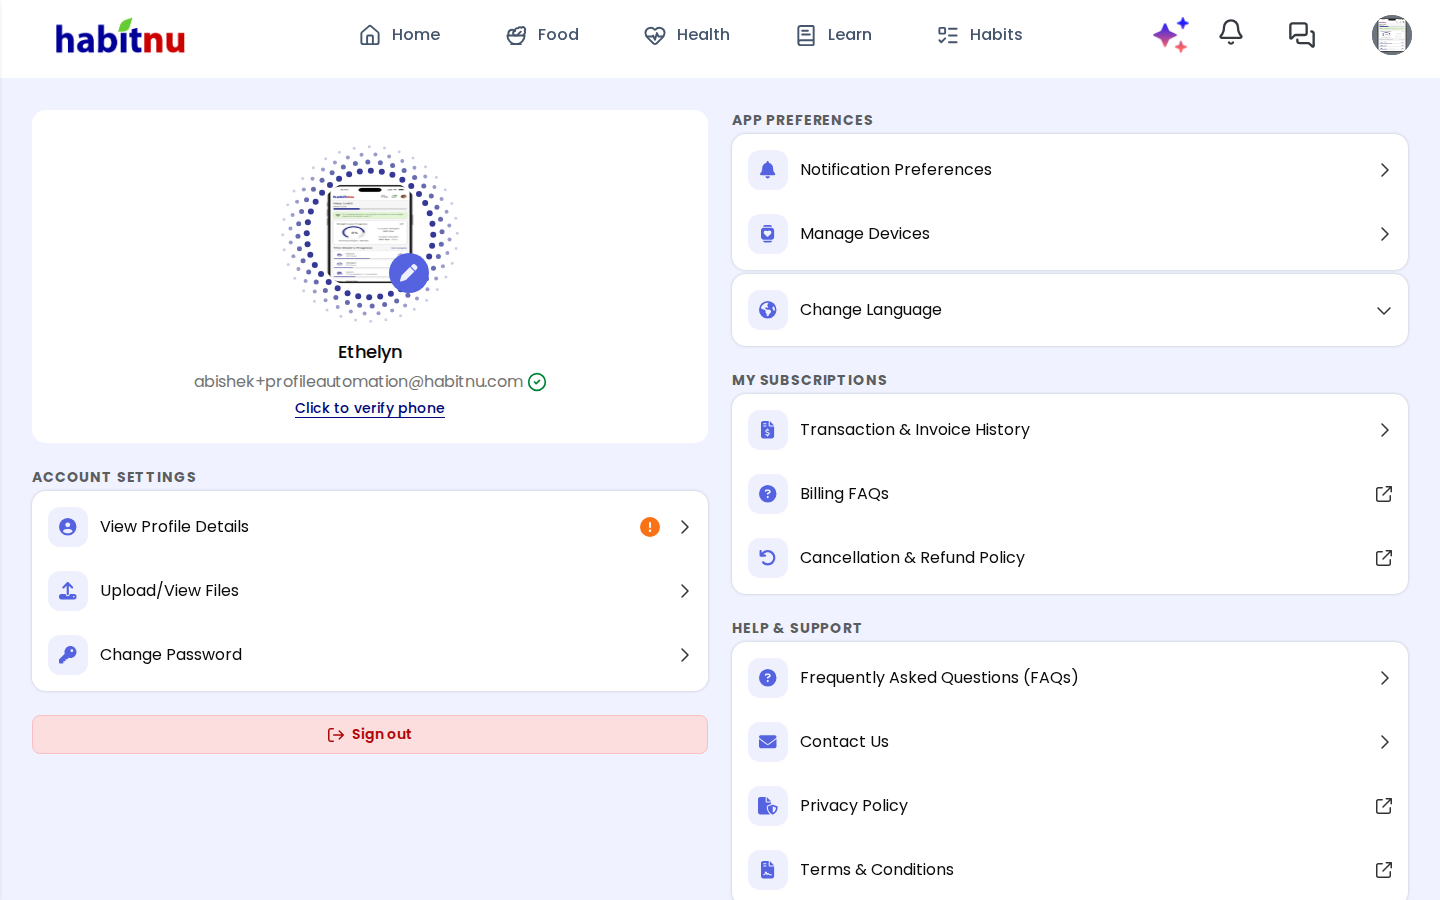 habitnu
Home
Food
Health
Learn
Habits
Ethelyn
abishek+profileautomation@habitnu.com
Click to verify phone
ACCOUNT SETTINGS
View Profile Details
Upload/View Files
Change Password
Sign out
APP PREFERENCES
Notification Preferences
Manage Devices
Change Language
MY SUBSCRIPTIONS
Transaction & Invoice History
Billing FAQs
Cancellation & Refund Policy
HELP & SUPPORT
Frequently Asked Questions (FAQs)
Contact Us
Privacy Policy
Terms & Conditions